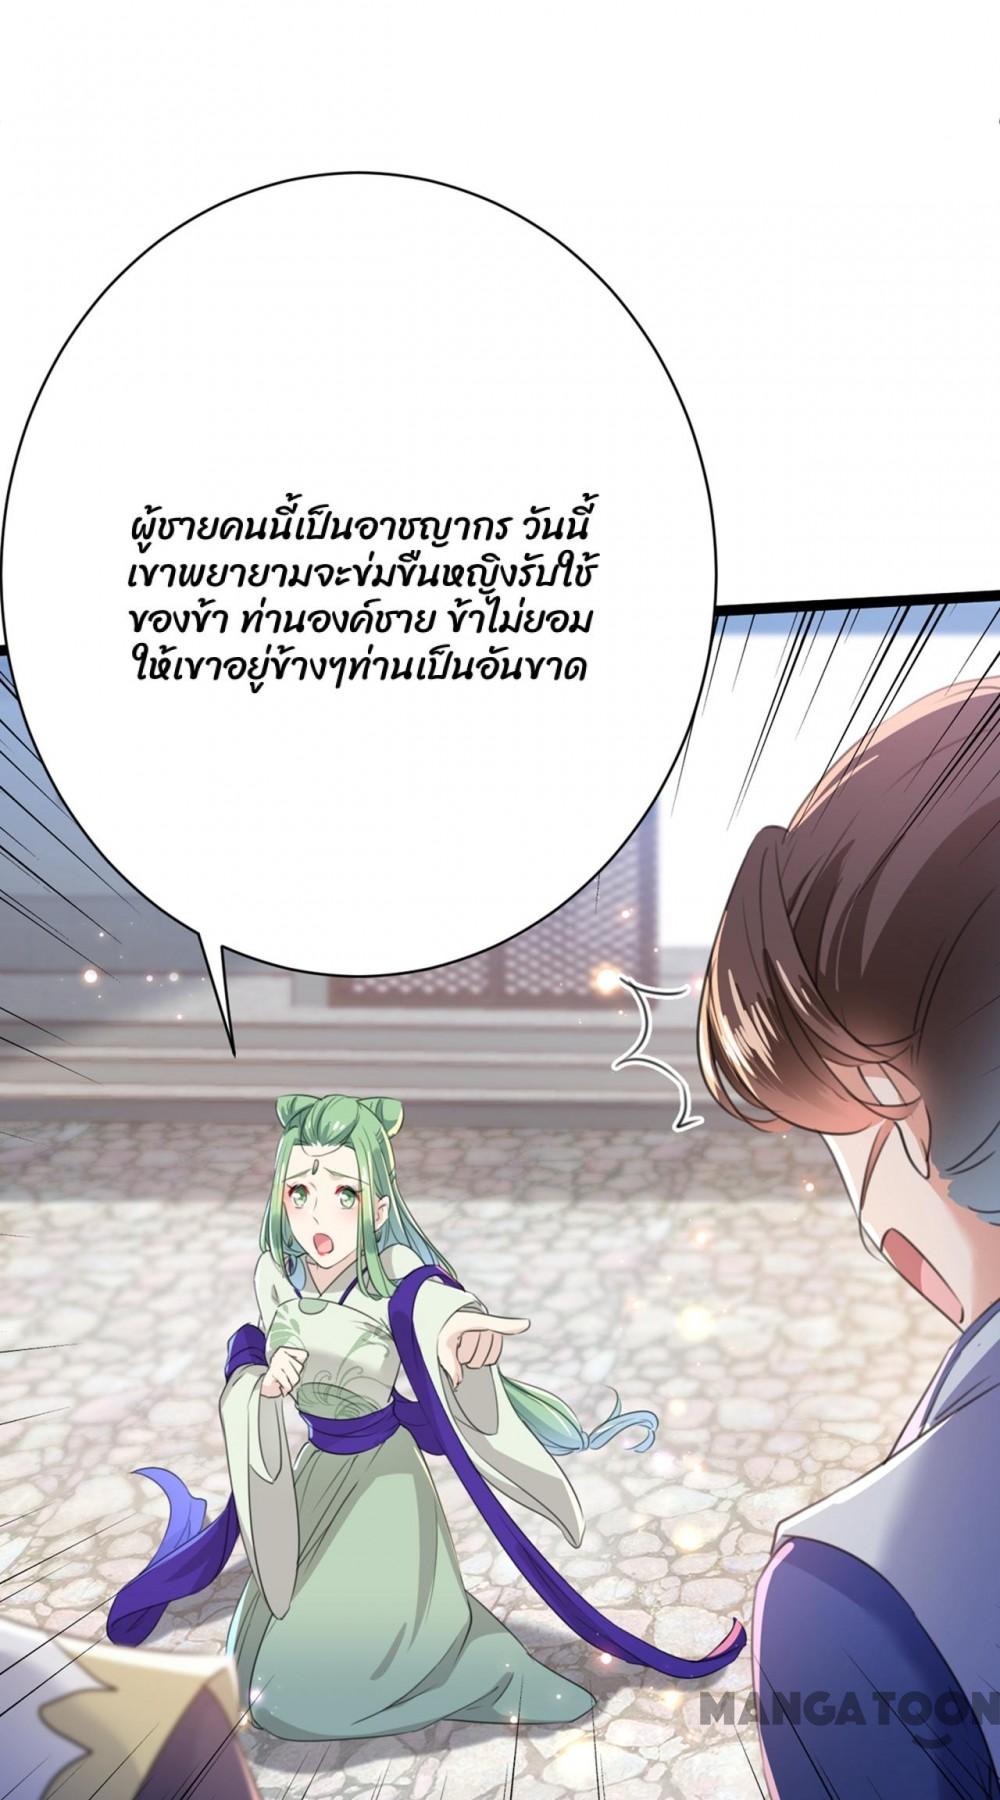 ผู้ชายคนนี้เป็นอาชญากร วันนี้
เขาพยายามจะข่มขืนหญิงรับใช้
ของข้า ท่านองค์ชาย ข้าไม่ยอม
ให้เขาอยู่ข้างๆท่านเป็นอันขาด
MANGATOON